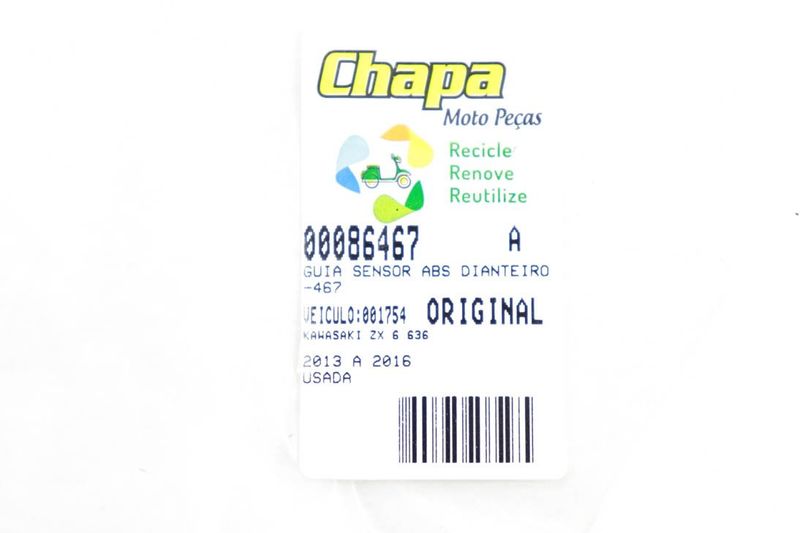 Chapa
Moto Peças
Recicle
Renove
Reutilize
00086467 A
GUIA SENSOR ABS DIANTEIRO
-467
VEICULO:001754 ORIGINAL
KAWASAKI ZX 6 636
2013 A 2016
USADA